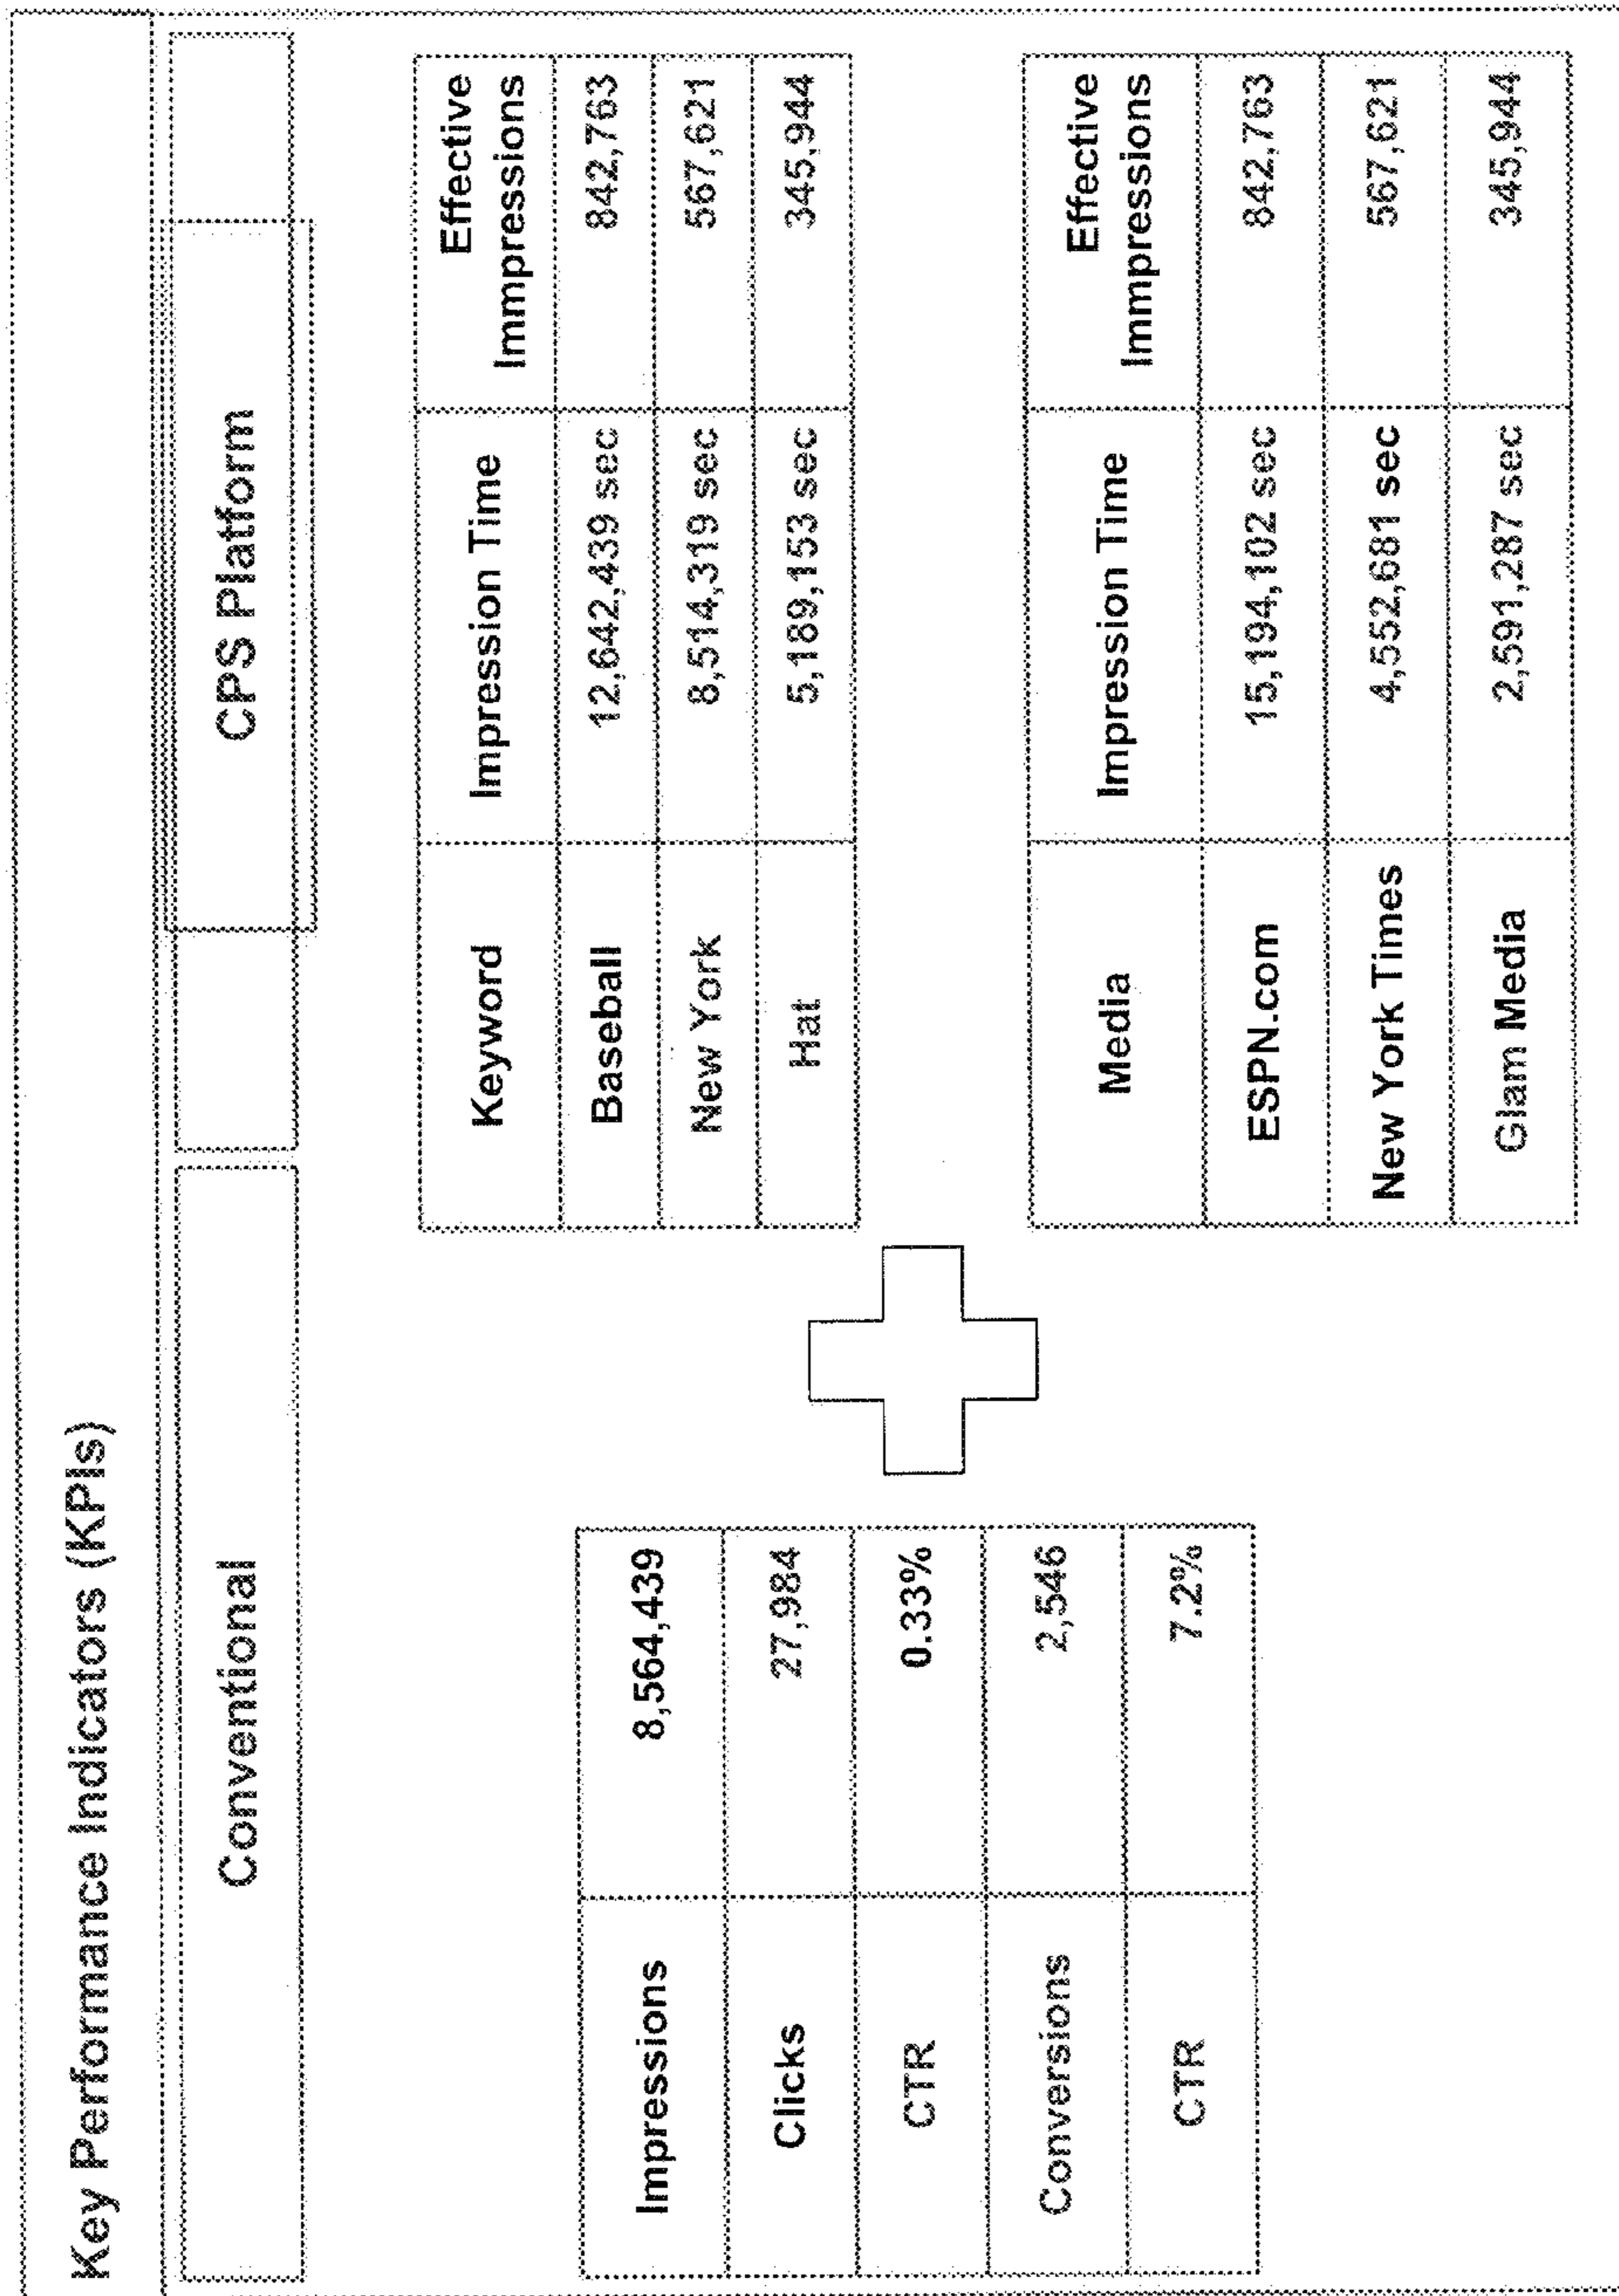 Key Performance Indicators (KPIs)
Conventional
CPS Platform
Impressions 8,564,439
Clicks 27,984
CTR 0.33%
Conversions 2,546
CTR 7.2%
Keyword Impression Time Effective
Immpressions
Baseball 12,642,439 sec 842,763
New York 8,514,319 sec 567,621
Hat 5,189,153 sec 345,944
Media Impression Time Effective
Immpressions
ESPN.com 15,194,102 sec 842,763
New York Times 4,552,681 sec 567,621
Glam Media 2,591,287 sec 345,944